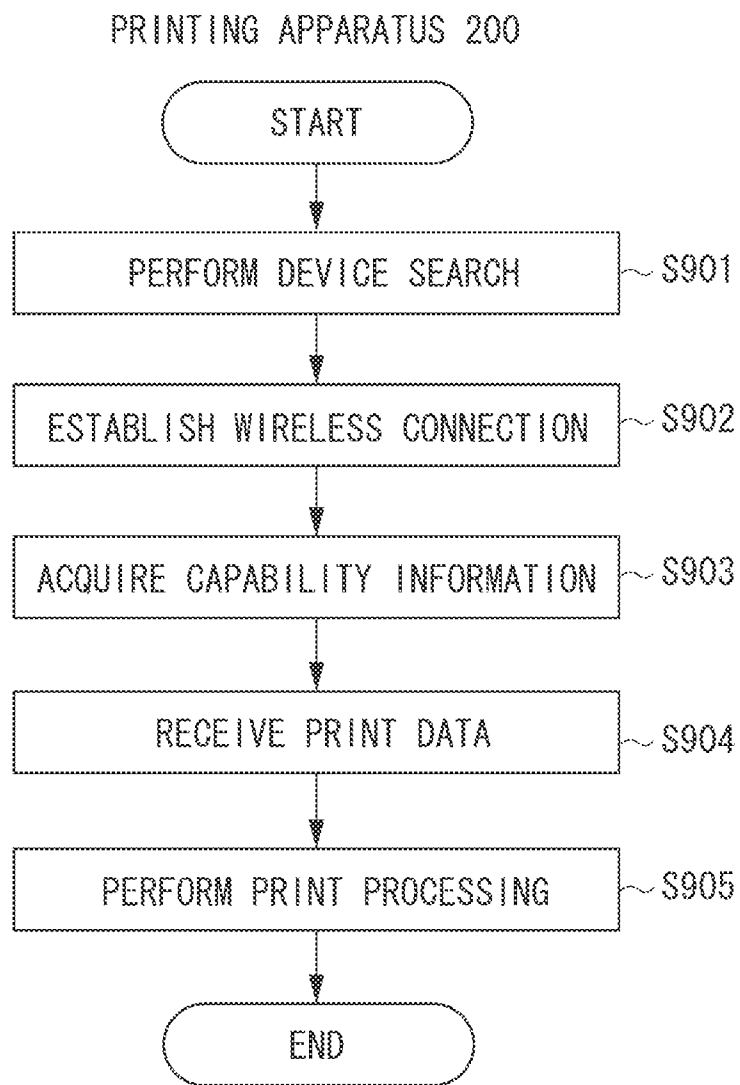 PRINTING APPARATUS 200
START
PERFORM DEVICE SEARCH
S901
ESTABLISH WIRELESS CONNECTION
S902
ACQUIRE CAPABILITY INFORMATION
S903
RECEIVE PRINT DATA
S904
PERFORM PRINT PROCESSING
S905
END